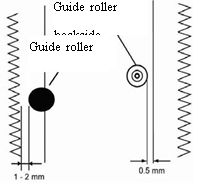 Guide roller
backside
Guide roller
1 - 2 mm
0.5 mm